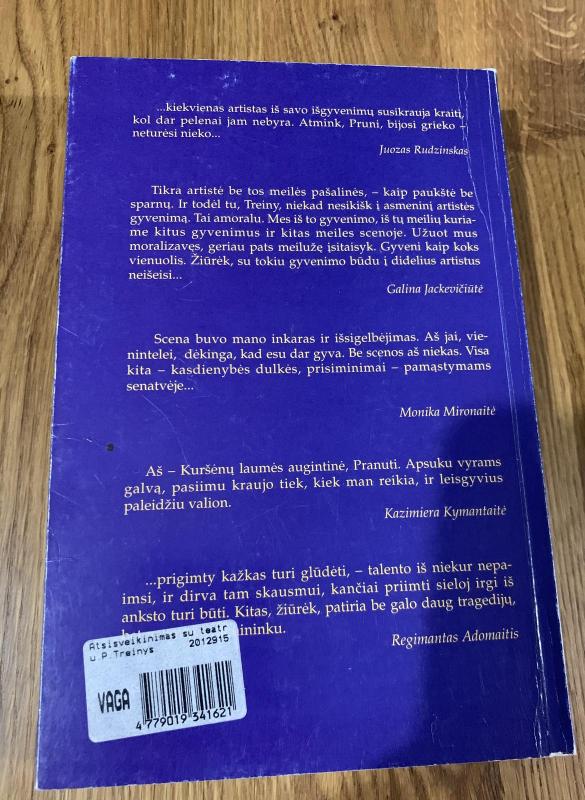 ...kiekvienas artistas iš savo išgyvenimų susikrauja kraitį,
kol dar pelenai jam nebyra. Atmink, Pruni, bijosi grieko –
neturėsi nieko...
Juozas Rudzinskas
Tikra artistė be tos meilės pašalinės, – kaip paukštė be
sparnų. Ir todėl tu, Treiny, niekad nesikišk į asmeninį artistės
gyvenimą. Tai amoralu. Mes iš to gyvenimo, iš tų meilių kuria-
me kitus gyvenimus ir kitas meiles scenoje. Užuot mus
moralizavęs, geriau pats meilužę įsitaisyk. Gyveni kaip koks
vienuolis. Žiūrėk, su tokiu gyvenimo būdu į didelius artistus
neišeisi...
Galina Jackevičiūtė
Scena buvo mano inkaras ir išsigelbėjimas. Aš jai, vie-
nintelei, dėkinga, kad esu dar gyva. Be scenos aš niekas. Visa
kita – kasdienybės dulkės, prisiminimai – pamąstymams
senatvėje...
Monika Mironaitė
Aš – Kuršėnų laumės augintinė, Pranuti. Apsuku vyrams
galvą, pasiimu kraujo tiek, kiek man reikia, ir leisgyvius
paleidžiu valion.
Kazimiera Kymantaitė
...prigimty kažkas turi glūdėti, – talento iš niekur nepa-
imsi, ir dirva tam skausmui, kančiai priimti sieloj irgi iš
anksto turi būti. Kitas, žiūrėk, patiria be galo daug tragedijų,
Regimantas Adomaitis
Atsisveikinimas su teatr
u.P.Treinys 2012915
VAGA
4 779019 341621